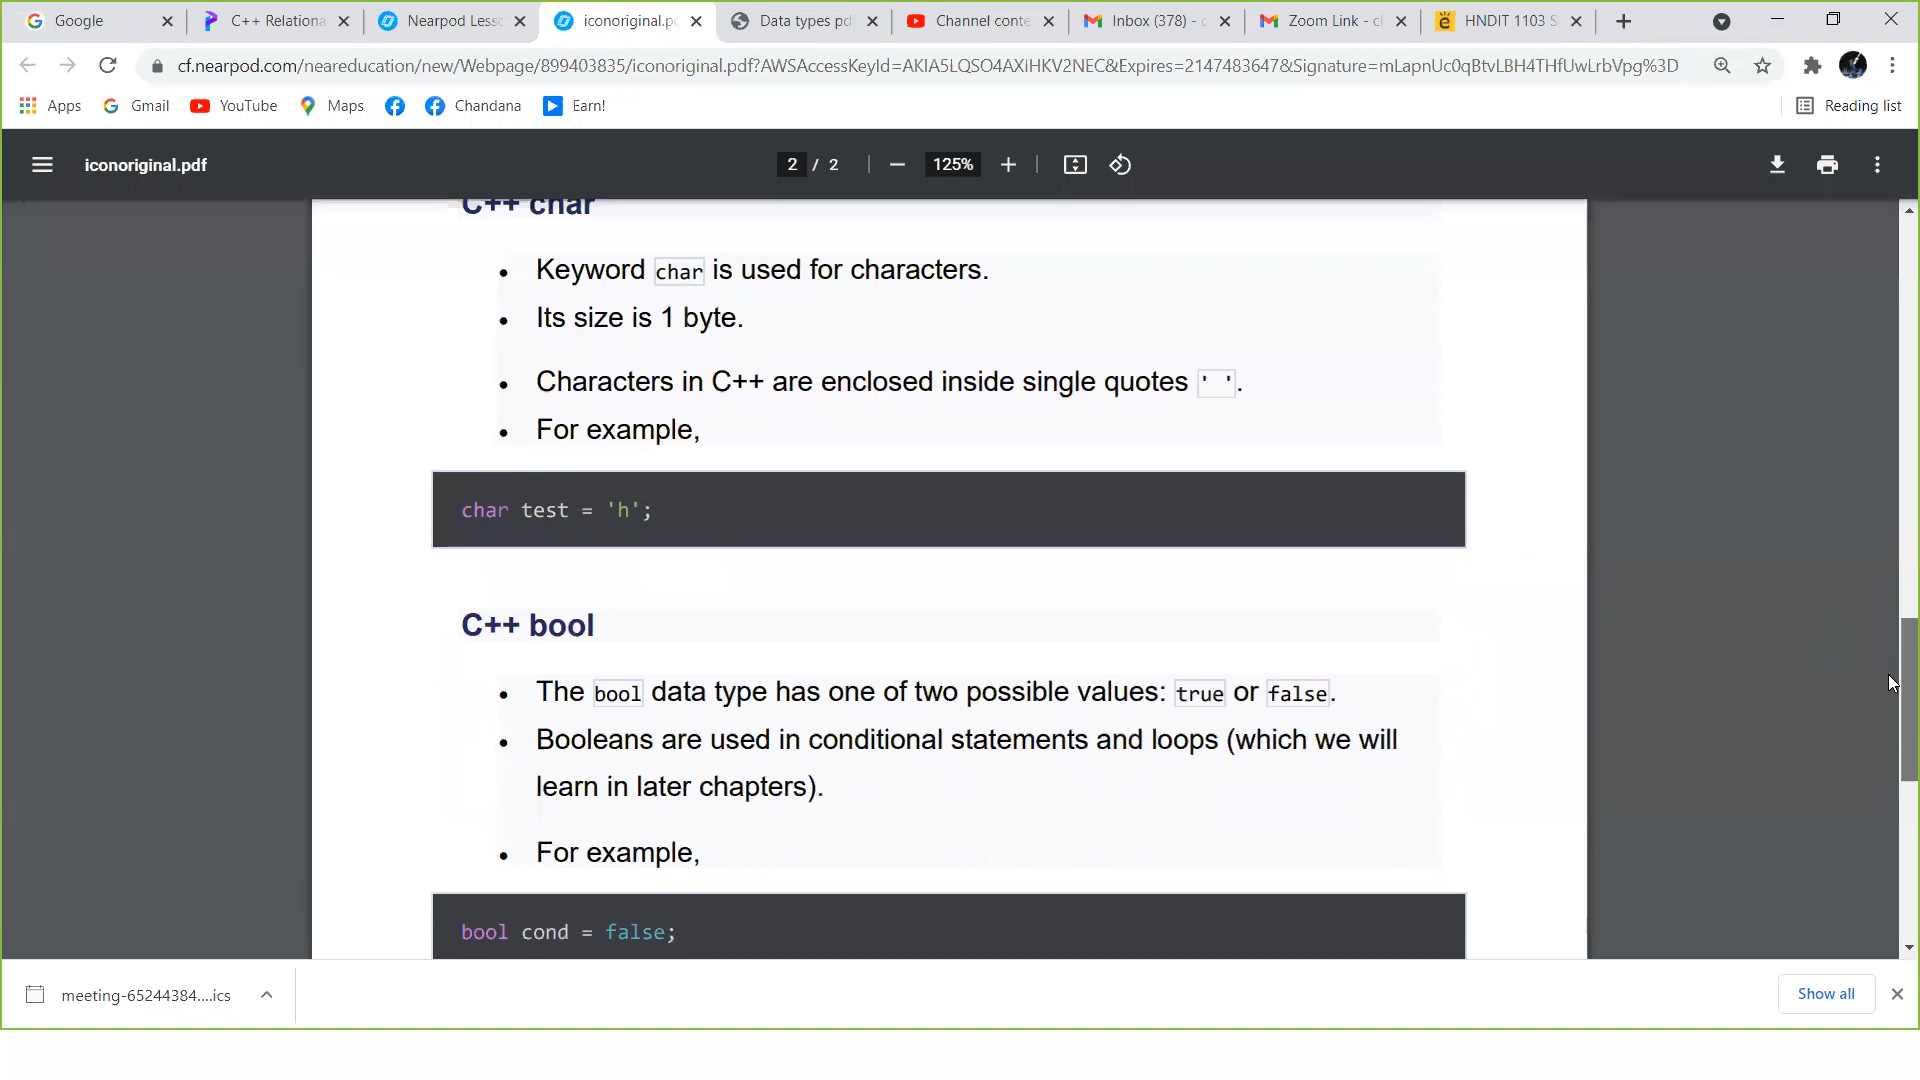 Google
C++ Relationa
Nearpod Less
iconoriginal.p
Data types pd
Channel conte
Inbox (378) - c
Zoom Link - c
HNDIT 1103 S
cf.nearpod.com/neareducation/new/Webpage/899403835/iconoriginal.pdf?AWSAccessKeyId=AKIA5LQSO4AXIHKV2NEC&Expires=2147483647&Signature=mLapnUc0qBtvLBH4THfUwLrbVpg%3D
Apps
Gmail
YouTube
Maps
Chandana
Earn!
Reading list
iconoriginal.pdf
2 / 2
125%
C++ char
• Keyword char is used for characters.
• Its size is 1 byte.
• Characters in C++ are enclosed inside single quotes ' '.
• For example,
char test = 'h';
C++ bool
• The bool data type has one of two possible values: true or false.
• Booleans are used in conditional statements and loops (which we will
learn in later chapters).
• For example,
bool cond = false;
meeting-65244384....ics
Show all